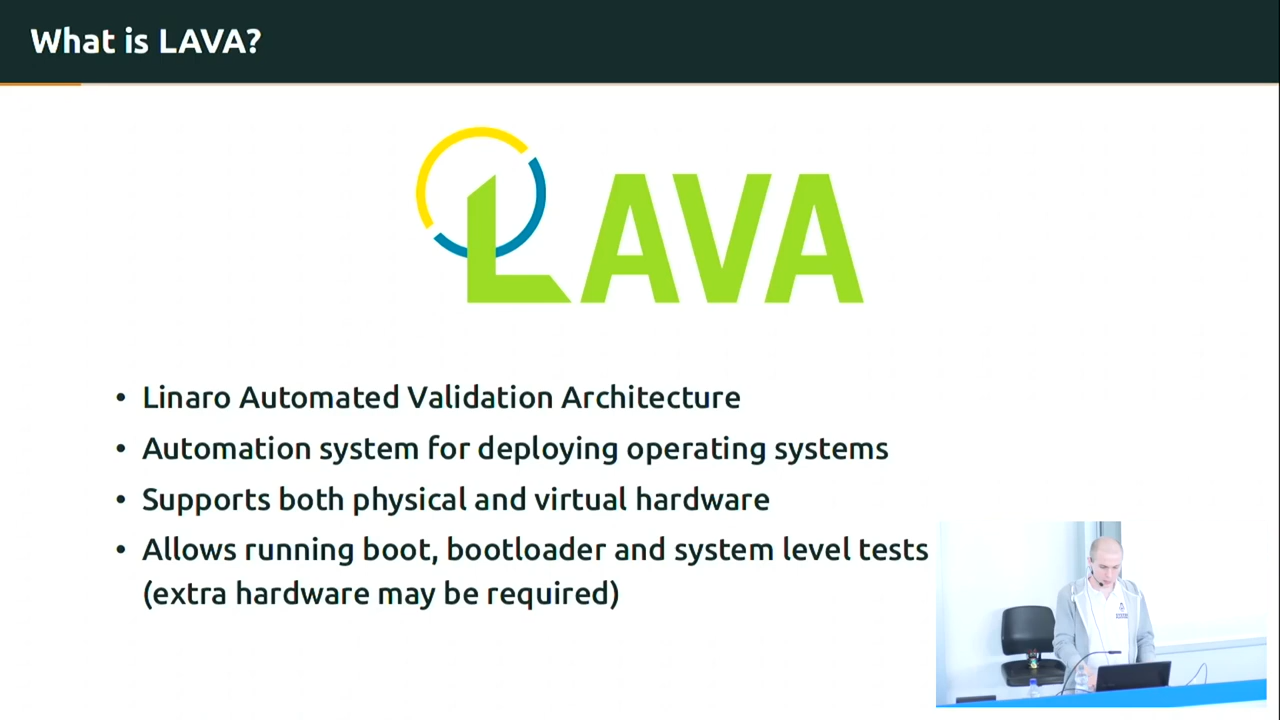 What is LAVA?
LAVA
• Linaro Automated Validation Architecture
• Automation system for deploying operating systems
• Supports both physical and virtual hardware
• Allows running boot, bootloader and system level tests
(extra hardware may be required)